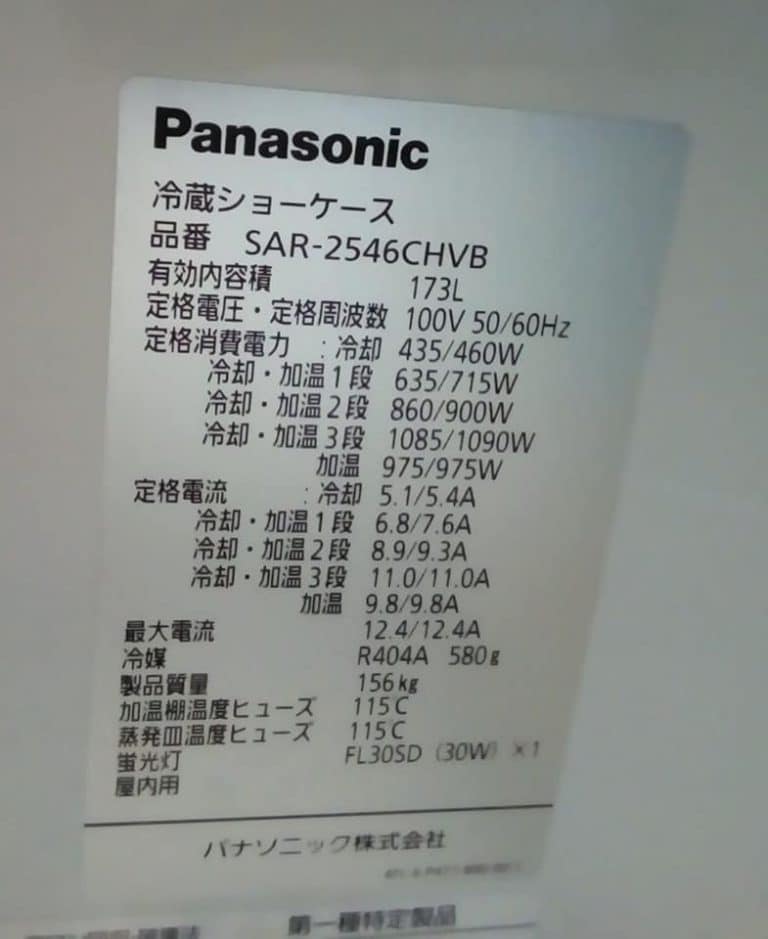 Panasonic
冷蔵ショーケース
品番 SAR-2546CHVB
有効内容積 173L
定格電圧・定格周波数 100V 50/60Hz
定格消費電力 :冷却 435/460W
冷却・加温1段 635/715W
冷却・加温2段 860/900W
冷却・加温3段 1085/1090W
加温 975/975W
定格電流 :冷却 5.1/5.4A
冷却・加温1段 6.8/7.6A
冷却・加温2段 8.9/9.3A
冷却・加温3段 11.0/11.0A
加温 9.8/9.8A
最大電流 12.4/12.4A
冷媒 R404A 580g
製品質量 156kg
加温棚温度ヒューズ 115C
蒸発皿温度ヒューズ 115C
蛍光灯 FL30SD (30W) ×1
屋内用
パナソニック株式会社
第一種特定製品